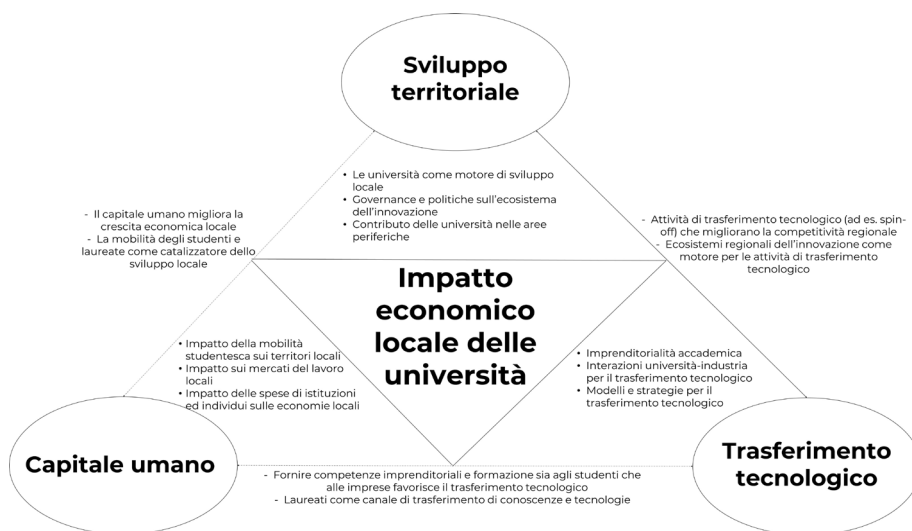 Sviluppo
territoriale
• Le università come motore di sviluppo
locale
• Governance e politiche sull'ecosistema
dell'innovazione
• Contributo delle università nelle aree
periferiche
- Il capitale umano migliora la
crescita economica locale
- La mobilità degli studenti e
laureate come catalizzatore dello
sviluppo locale
- Attività di trasferimento tecnologico (ad es. spin-
off) che migliorano la competitività regionale
- Ecosistemi regionali dell'innovazione come
motore per le attività di trasferimento
tecnologico
Impatto
economico
locale delle
università
• Impatto della mobilità
studentesca sui territori locali
• Impatto sui mercati del lavoro
locali
• Impatto delle spese di istituzioni
ed individui sulle economie locali
• Imprenditorialità accademica
• Interazioni università-industria
per il trasferimento tecnologico
• Modelli e strategie per il
trasferimento tecnologico
Capitale umano
Trasferimento
tecnologico
- Fornire competenze imprenditoriali e formazione sia agli studenti che
alle imprese favorisce il trasferimento tecnologico
- Laureati come canale di trasferimento di conoscenze e tecnologie